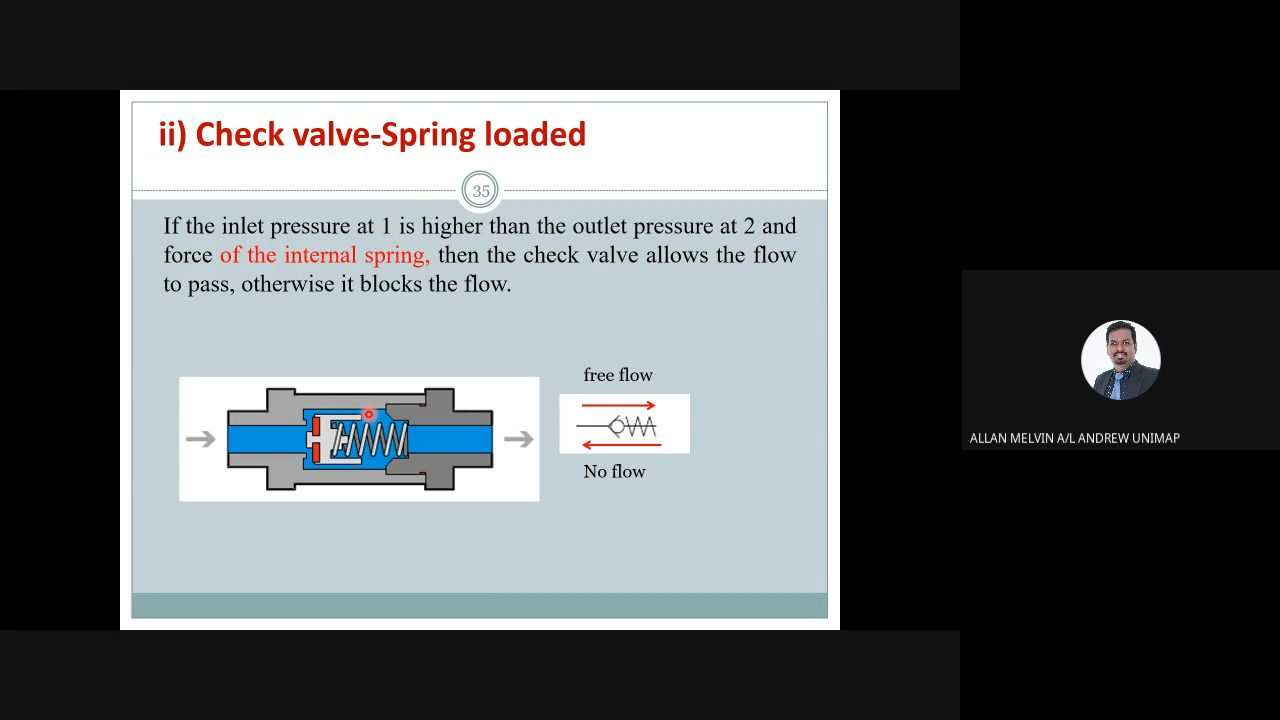 ii) Check valve-Spring loaded
35
If the inlet pressure at 1 is higher than the outlet pressure at 2 and
force of the internal spring, then the check valve allows the flow
to pass, otherwise it blocks the flow.
free flow
No flow
ALLAN MELVIN A/L ANDREW UNIMAP